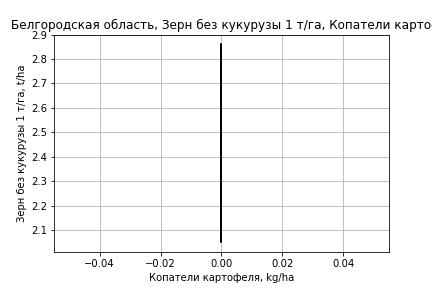 Белгородская область, Зерн без кукурузы 1 т/га, Копатели карто
2.9
2.8
2.7
2.6
2.5
2.4
2.3
2.2
2.1
Зерн без кукурузы 1 т/га, t/ha
−0.04 −0.02 0.00 0.02 0.04
Копатели картофеля, kg/ha